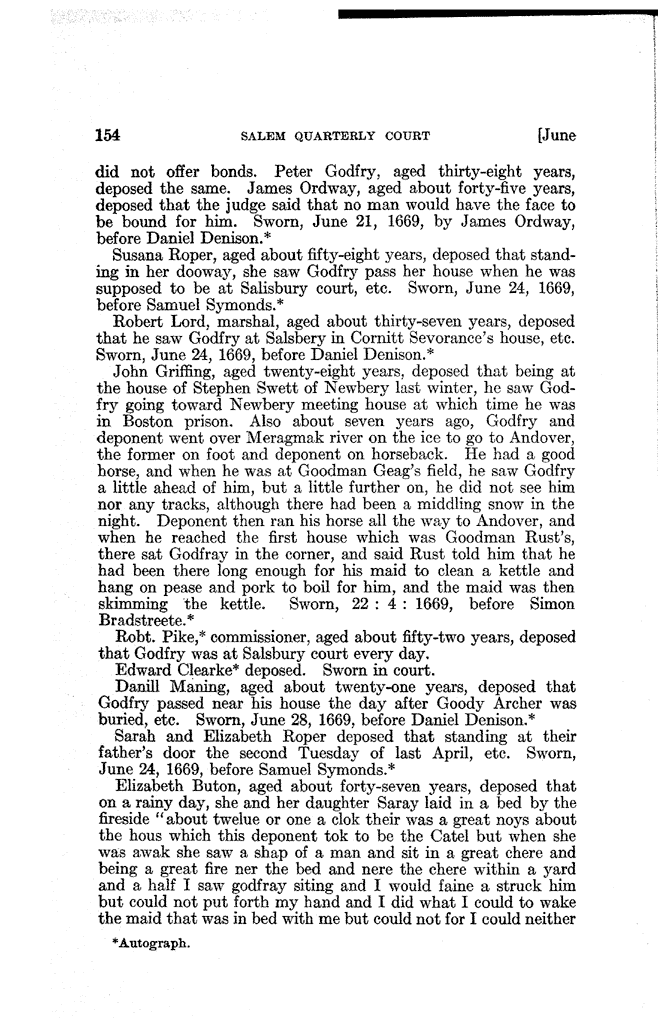 154 SALEM QUARTERLY COURT [June
did not offer bonds. Peter Godfry, aged thirty-eight years,
deposed the same. James Ordway, aged about forty-five years,
deposed that the judge said that no man would have the face to
be bound for him. Sworn, June 21, 1669, by James Ordway,
before Daniel Denison.*
Susana Roper, aged about fifty-eight years, deposed that stand-
ing in her dooway, she saw Godfry pass her house when he was
supposed to be at Salisbury court, etc. Sworn, June 24, 1669,
before Samuel Symonds.*
Robert Lord, marshal, aged about thirty-seven years, deposed
that he saw Godfry at Salsbery in Cornitt Sevorance's house, etc.
Sworn, June 24, 1669, before Daniel Denison.*
John Griffing, aged twenty-eight years, deposed that being at
the house of Stephen Swett of Newbery last winter, he saw God-
fry going toward Newbery meeting house at which time he was
in Boston prison. Also about seven years ago, Godfry and
deponent went over Meragmak river on the ice to go to Andover,
the former on foot and deponent on horseback. He had a good
horse, and when he was at Goodman Geag's field, he saw Godfry
a little ahead of him, but a little further on, he did not see him
nor any tracks, although there had been a middling snow in the
night. Deponent then ran his horse all the way to Andover, and
when he reached the first house which was Goodman Rust's,
there sat Godfray in the corner, and said Rust told him that he
had been there long enough for his maid to clean a kettle and
hang on pease and pork to boil for him, and the maid was then
skimming the kettle. Sworn, 22 : 4 : 1669, before Simon
Bradstreete.*
Robt. Pike,* commissioner, aged about fifty-two years, deposed
that Godfry was at Salsbury court every day.
Edward Clearke* deposed. Sworn in court.
Danill Maning, aged about twenty-one years, deposed that
Godfry passed near his house the day after Goody Archer was
buried, etc. Sworn, June 28, 1669, before Daniel Denison.*
Sarah and Elizabeth Roper deposed that standing at their
father's door the second Tuesday of last April, etc. Sworn,
June 24, 1669, before Samuel Symonds.*
Elizabeth Buton, aged about forty-seven years, deposed that
on a rainy day, she and her daughter Saray laid in a bed by the
fireside "about twelue or one a clok their was a great noys about
the hous which this deponent tok to be the Catel but when she
was awak she saw a shap of a man and sit in a great chere and
being a great fire ner the bed and nere the chere within a yard
and a half I saw godfray siting and I would faine a struck him
but could not put forth my hand and I did what I could to wake
the maid that was in bed with me but could not for I could neither
*Autograph.